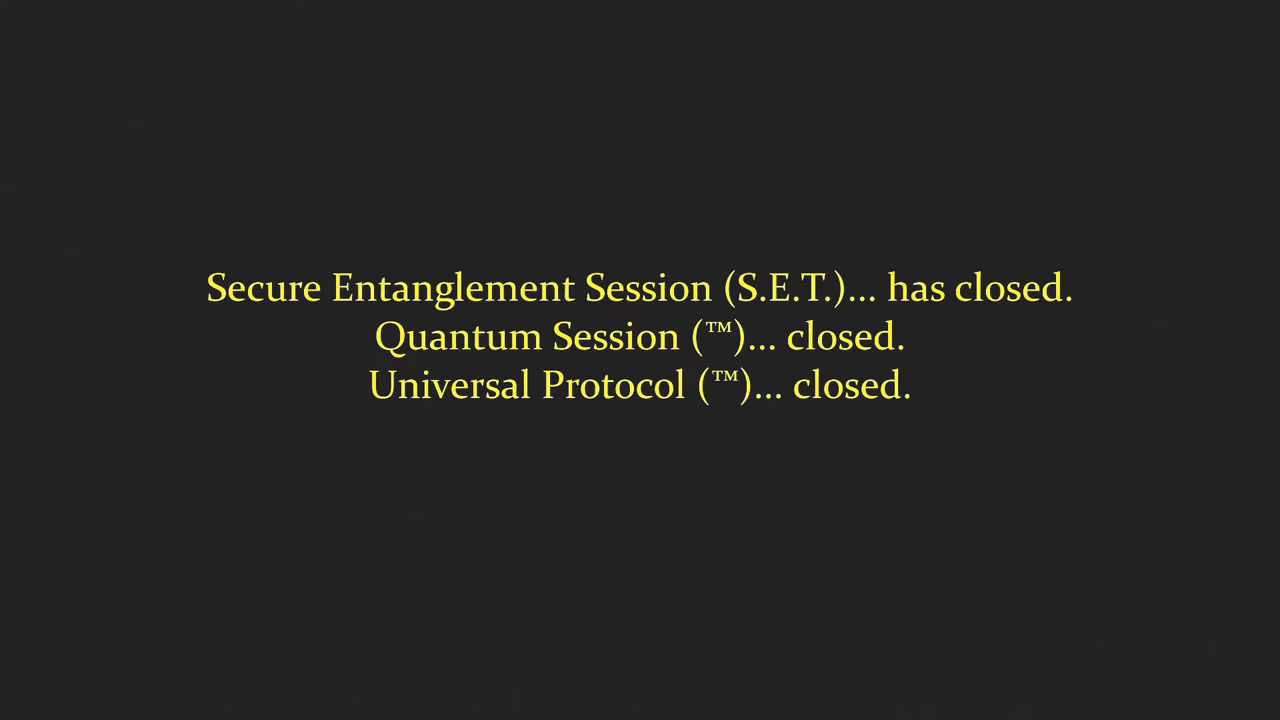 Secure Entanglement Session (S.E.T.)... has closed.
Quantum Session (™)... closed.
Universal Protocol (™)... closed.